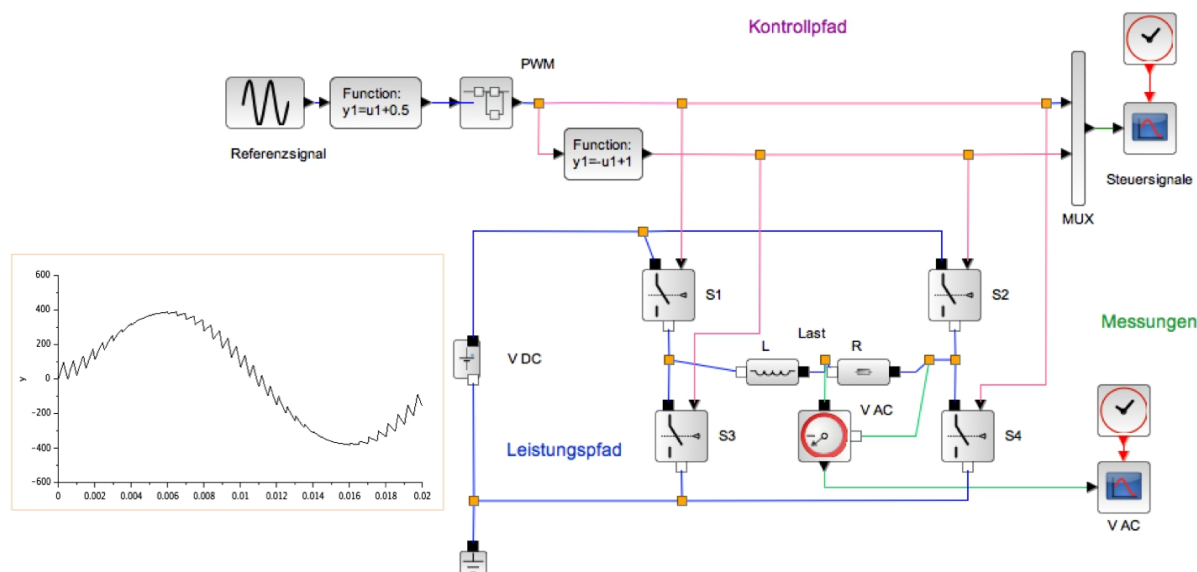 Kontrollpfad
PWM
Function:
y1=u1+0.5
Referenzsignal
Function:
y1=-u1+1
Steuersignale
MUX
S1
S2
Messungen
Last
L
R
V DC
V AC
S3
S4
Leistungspfad
V AC
600
400
200
0
-200
-400
-600
y
0
0.002
0.004
0.006
0.008
0.010
0.012
0.014
0.016
0.018
0.02